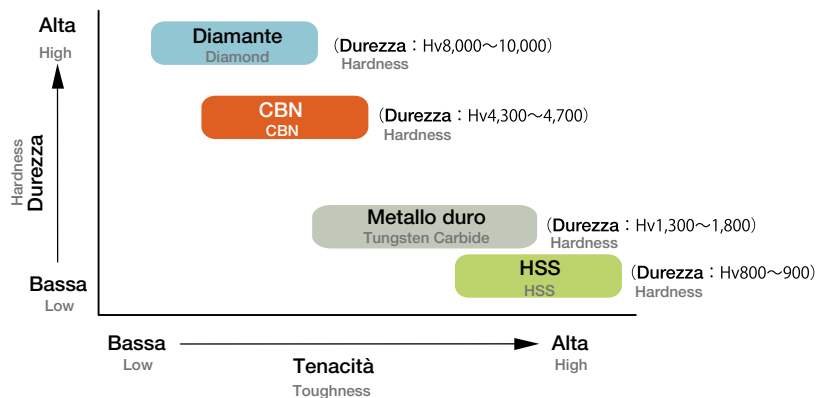 Alta
High
Diamante
Diamond
(Durezza：Hv8,000～10,000)
Hardness
CBN
CBN
(Durezza：Hv4,300～4,700)
Hardness
Hardness
Durezza
Metallo duro
Tungsten Carbide
(Durezza：Hv1,300～1,800)
Hardness
HSS
HSS
(Durezza：Hv800～900)
Hardness
Bassa
Low
Bassa
Low
Tenacità
Toughness
Alta
High